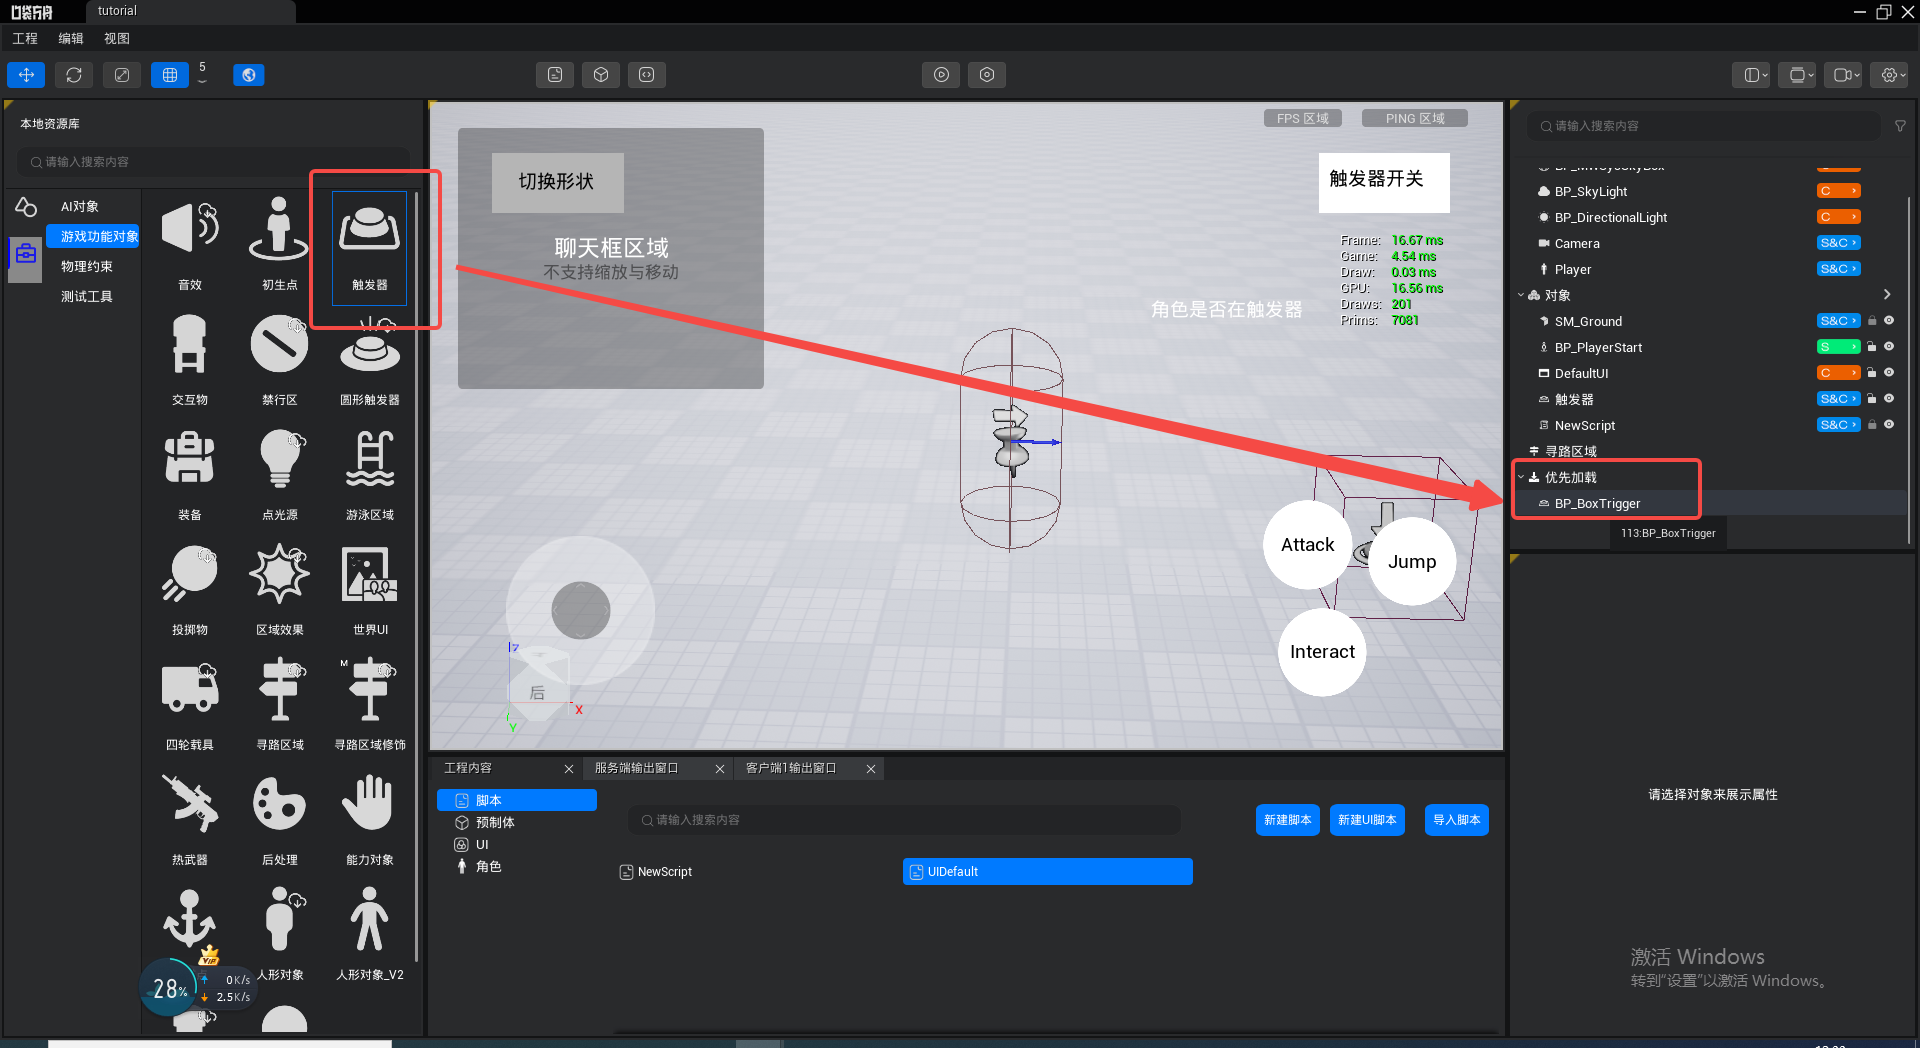 口袋方舟
tutorial
工程 编辑 视图
5
本地资源库
请输入搜索内容
AI对象
游戏功能对象
物理约束
测试工具
音效 初生点 触发器
交互物 禁行区 圆形触发器
装备 点光源 游泳区域
投掷物 区域效果 世界UI
M
四轮载具 寻路区域 寻路区域修饰
热武器 后处理 能力对象
人形对象 人形对象_V2
VIP
28%
0K/s
2.5K/s
切换形状
聊天框区域
不支持缩放与移动
FPS 区域 PING 区域
触发器开关
Frame: 16.67 ms
Game: 4.54 ms
Draw: 0.03 ms
GPU: 16.56 ms
Draws: 201
Prims: 7081
角色是否在触发器
Attack
Jump
Interact
Z
后
X
Y
工程内容 服务端输出窗口 客户端1输出窗口
脚本
预制体
UI
角色
请输入搜索内容
新建脚本 新建UI脚本 导入脚本
NewScript UIDefault
请输入搜索内容
BP_MWSysSkyBox
BP_SkyLight C
BP_DirectionalLight C
Camera S&C
Player S&C
对象
SM_Ground S&C
BP_PlayerStart S
DefaultUI C
触发器 S&C
NewScript S&C
寻路区域
优先加载
BP_BoxTrigger
113:BP_BoxTrigger
请选择对象来展示属性
激活 Windows
转到"设置"以激活 Windows。